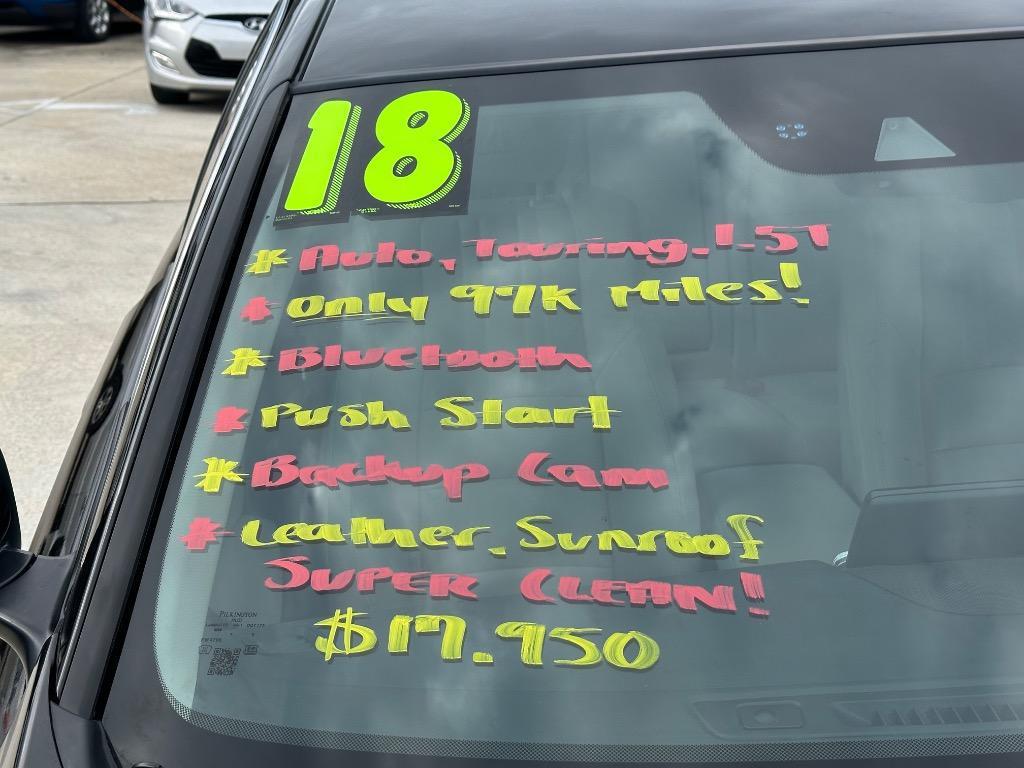 18
* Auto, Touring, 1.5T
* Only 97K Miles!
* Bluetooth
* Push Start
* Backup Cam
* Leather, Sunroof
SUPER CLEAN!
$17,950
PILKINGTON